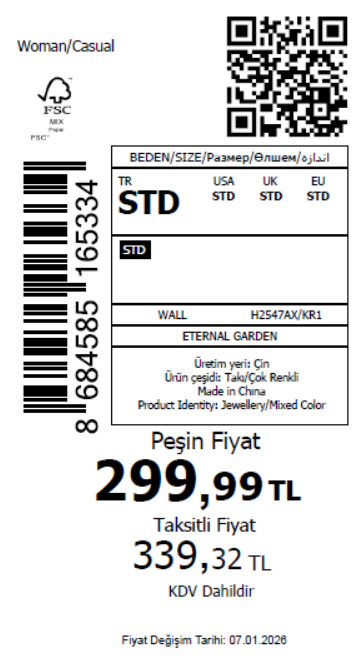 Woman/Casual
FSC
MIX
Paper
FSC™
BEDEN/SIZE/Размер/Өлшем/اندازه
TR USA UK EU
STD STD STD STD
STD
WALL H2547AX/KR1
ETERNAL GARDEN
Üretim yeri: Çin
Ürün çeşidi: Takı/Çok Renkli
Made in China
Product Identity: Jewellery/Mixed Color
8 684585 165334
Peşin Fiyat
299,99 TL
Taksitli Fiyat
339,32 TL
KDV Dahildir
Fiyat Değişim Tarihi: 07.01.2026